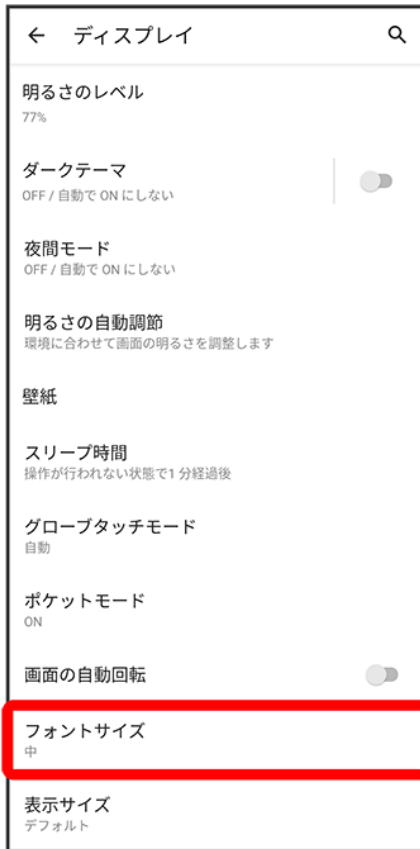 ディスプレイ
明るさのレベル
77%
ダークテーマ
OFF / 自動で ON にしない
夜間モード
OFF / 自動で ON にしない
明るさの自動調節
環境に合わせて画面の明るさを調整します
壁紙
スリープ時間
操作が行われない状態で1 分経過後
グローブタッチモード
自動
ポケットモード
ON
画面の自動回転
フォントサイズ
中
表示サイズ
デフォルト